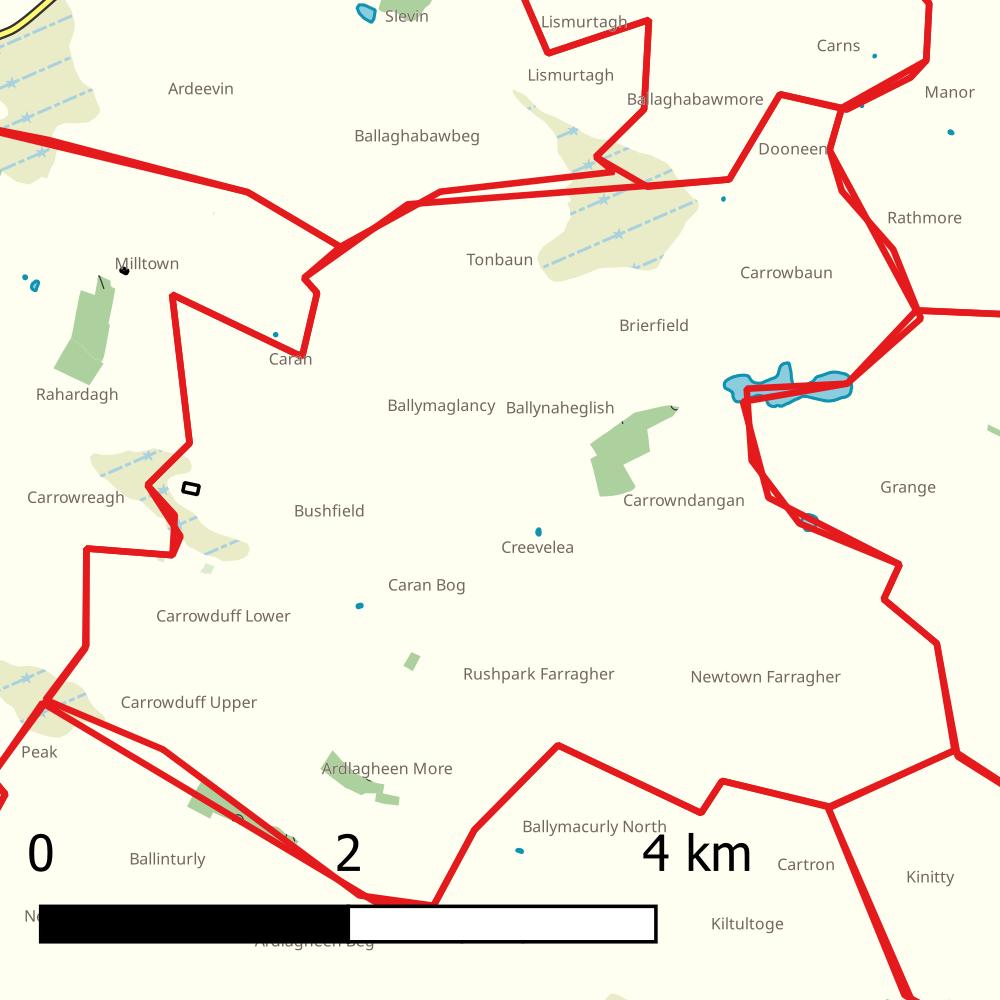 Slevin
Lismurtagh
Carns
Lismurtagh
Ardeevin
Manor
Ballaghabawmore
Ballaghabawbeg
Dooneen
Rathmore
Milltown
Tonbaun
Carrowbaun
Brierfield
Caran
Rahardagh
Ballymaglancy
Ballynaheglish
Carrowreagh
Carrowndangan
Grange
Bushfield
Creevelea
Caran Bog
Carrowduff Lower
Rushpark Farragher
Newtown Farragher
Carrowduff Upper
Peak
Ardlagheen More
Ballymacurly North
0 2 4 km
Ballinturly
Cartron
Kinitty
Kiltultoge
Ardlagheen Beg